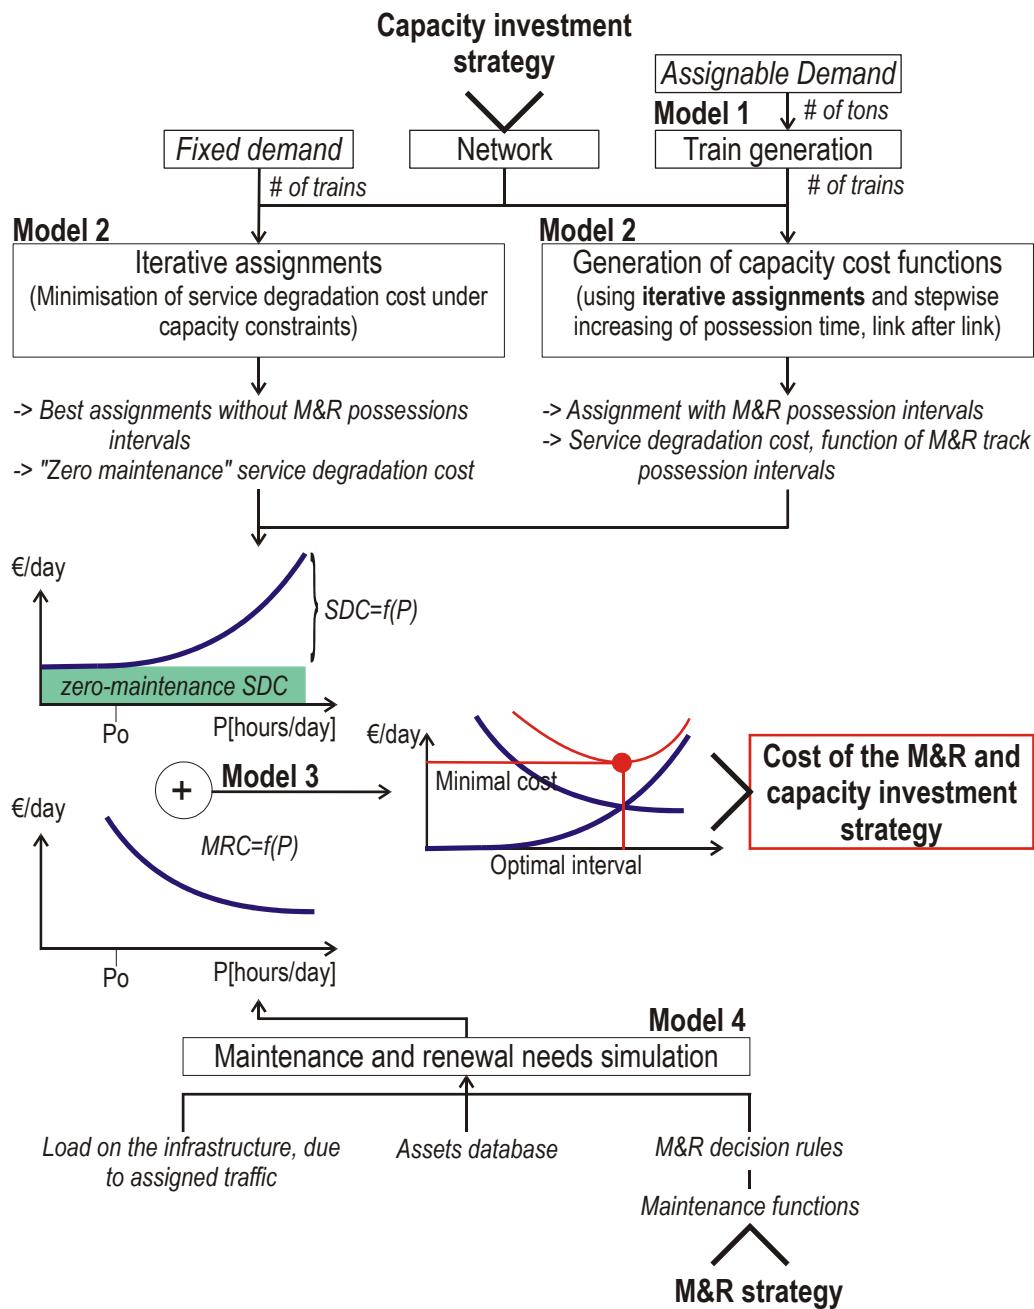 Capacity investment
strategy
Assignable Demand
Model 1
# of tons
Fixed demand
Network
Train generation
# of trains
# of trains
Model 2
Model 2
Iterative assignments
(Minimisation of service degradation cost under
capacity constraints)
Generation of capacity cost functions
(using iterative assignments and stepwise
increasing of possession time, link after link)
-> Best assignments without M&R possessions
intervals
-> "Zero maintenance" service degradation cost
-> Assignment with M&R possession intervals
-> Service degradation cost, function of M&R track
possession intervals
€/day
SDC=f(P)
zero-maintenance SDC
Po
P[hours/day]
€/day
Minimal cost
Optimal interval
Cost of the M&R and
capacity investment
strategy
+
Model 3
€/day
MRC=f(P)
Po
P[hours/day]
Model 4
Maintenance and renewal needs simulation
Load on the infrastructure, due
to assigned traffic
Assets database
M&R decision rules
Maintenance functions
M&R strategy